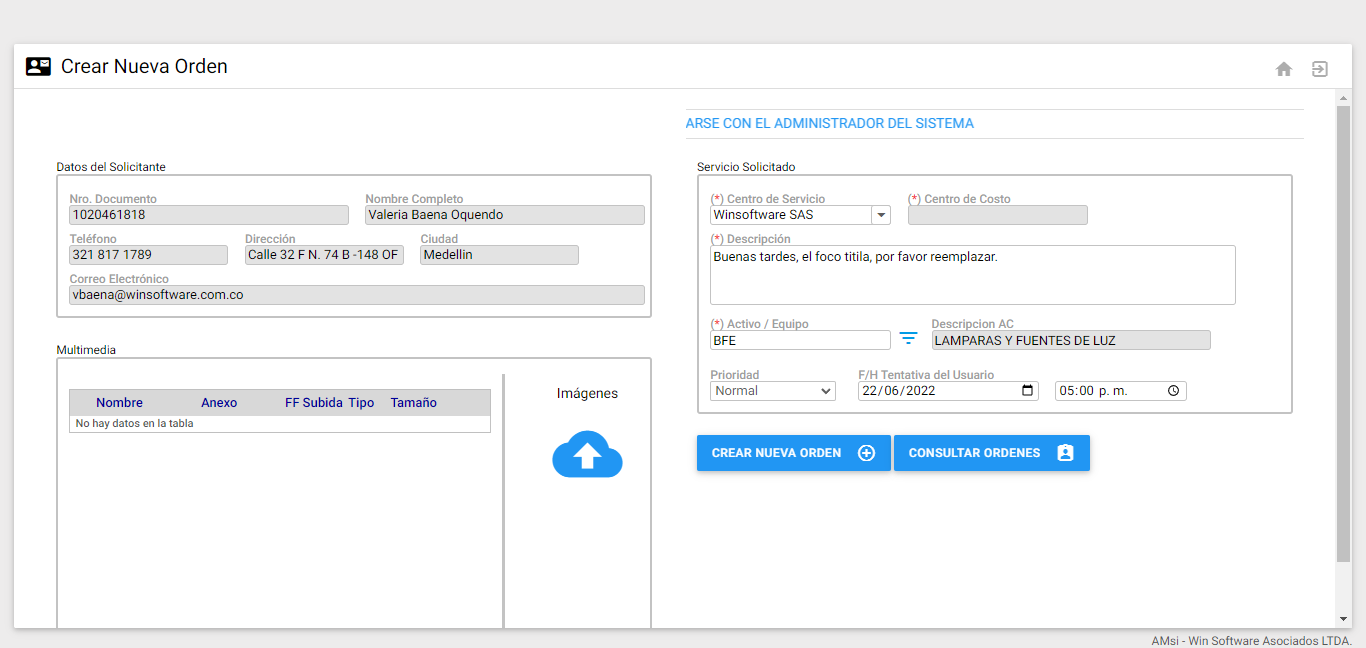 Crear Nueva Orden
ARSE CON EL ADMINISTRADOR DEL SISTEMA
Datos del Solicitante
Nro. Documento Nombre Completo
1020461818 Valeria Baena Oquendo
Teléfono Dirección Ciudad
321 817 1789 Calle 32 F N. 74 B -148 OF Medellin
Correo Electrónico
vbaena@winsoftware.com.co
Multimedia
Nombre Anexo FF Subida Tipo Tamaño
No hay datos en la tabla
Imágenes
Servicio Solicitado
(*) Centro de Servicio (*) Centro de Costo
Winsoftware SAS
(*) Descripción
Buenas tardes, el foco titila, por favor reemplazar.
(*) Activo / Equipo Descripcion AC
BFE LAMPARAS Y FUENTES DE LUZ
Prioridad F/H Tentativa del Usuario
Normal 22/06/2022 05:00 p. m.
CREAR NUEVA ORDEN CONSULTAR ORDENES
AMsi - Win Software Asociados LTDA.